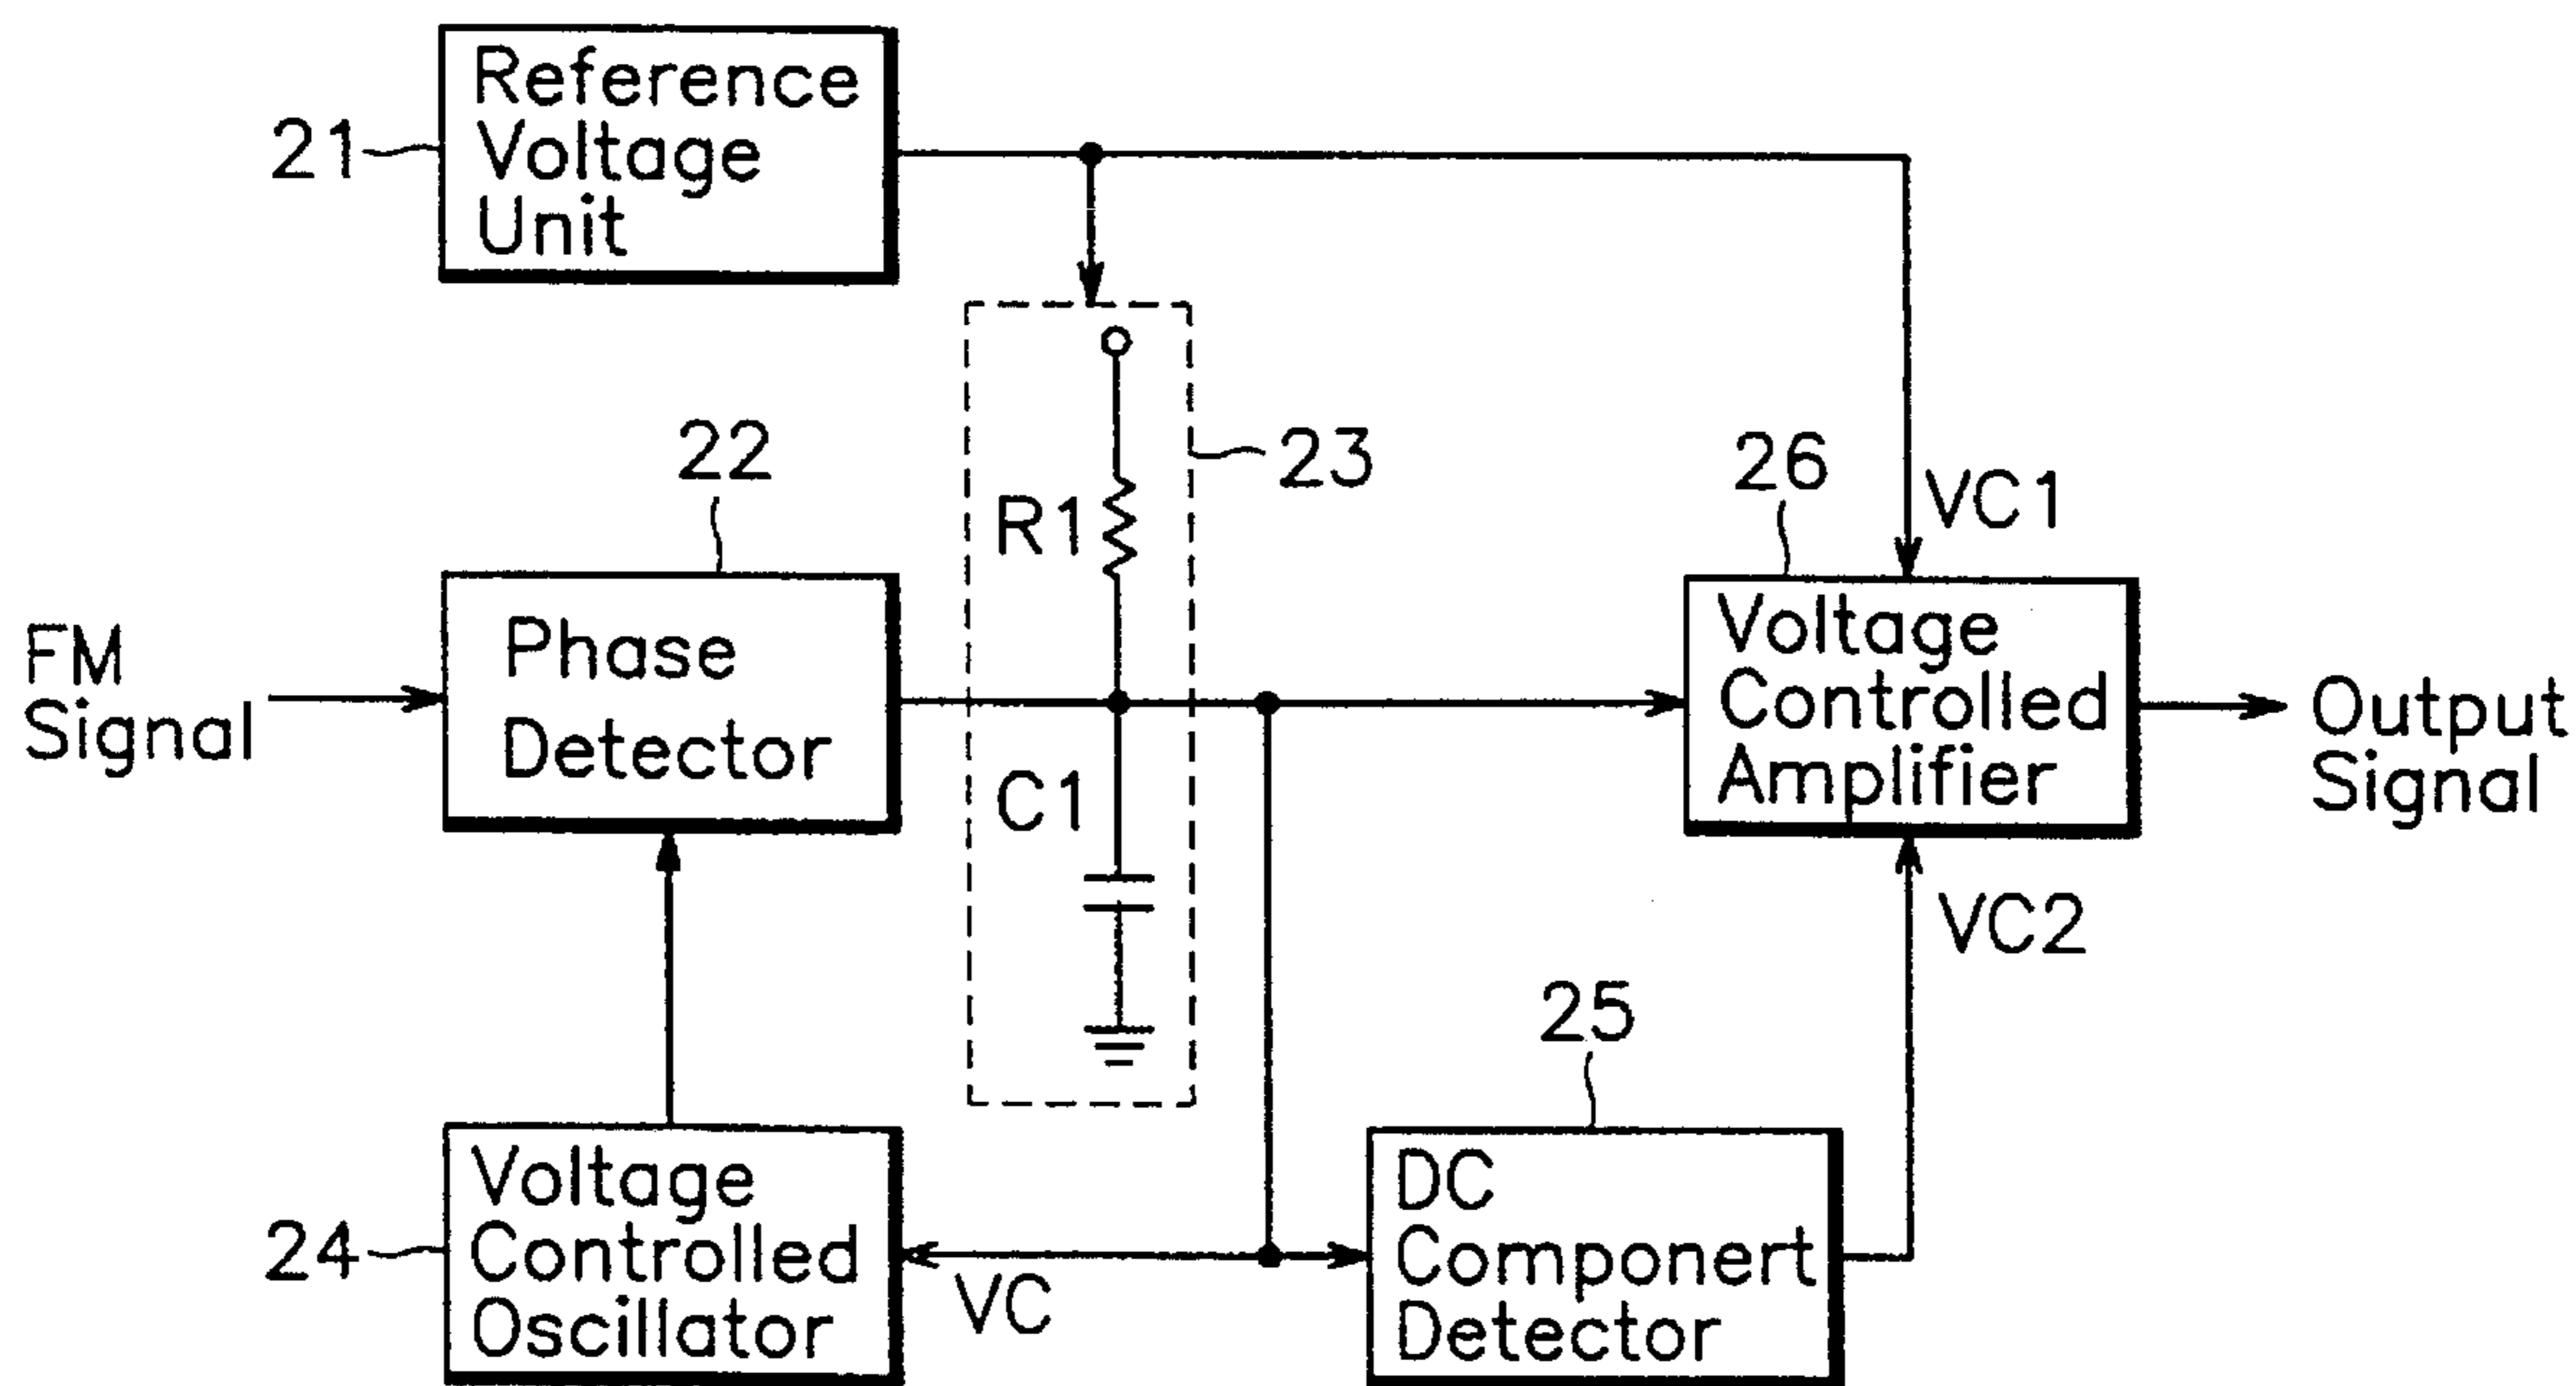 Reference
Voltage
Unit
21
22
23
R1
26
VC1
FM
Signal
Phase
Detector
Voltage
Controlled
Amplifier
Output
Signal
C1
VC2
25
24
Voltage
Controlled
Oscillator
VC
DC
Componert
Detector